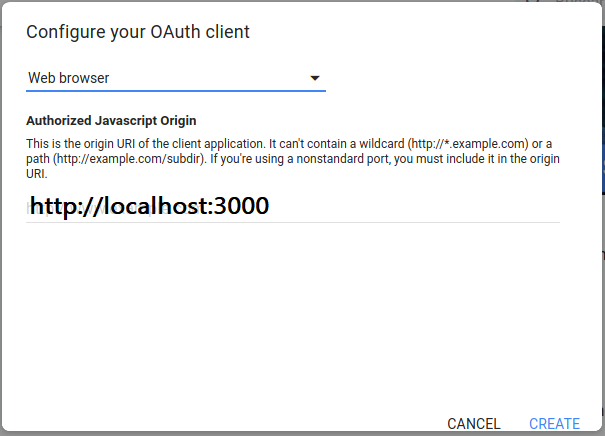 Configure your OAuth client
Web browser
Authorized Javascript Origin
This is the origin URI of the client application. It can't contain a wildcard (http://*.example.com) or a
path (http://example.com/subdir). If you're using a nonstandard port, you must include it in the origin
URI.
http://localhost:3000
CANCEL CREATE